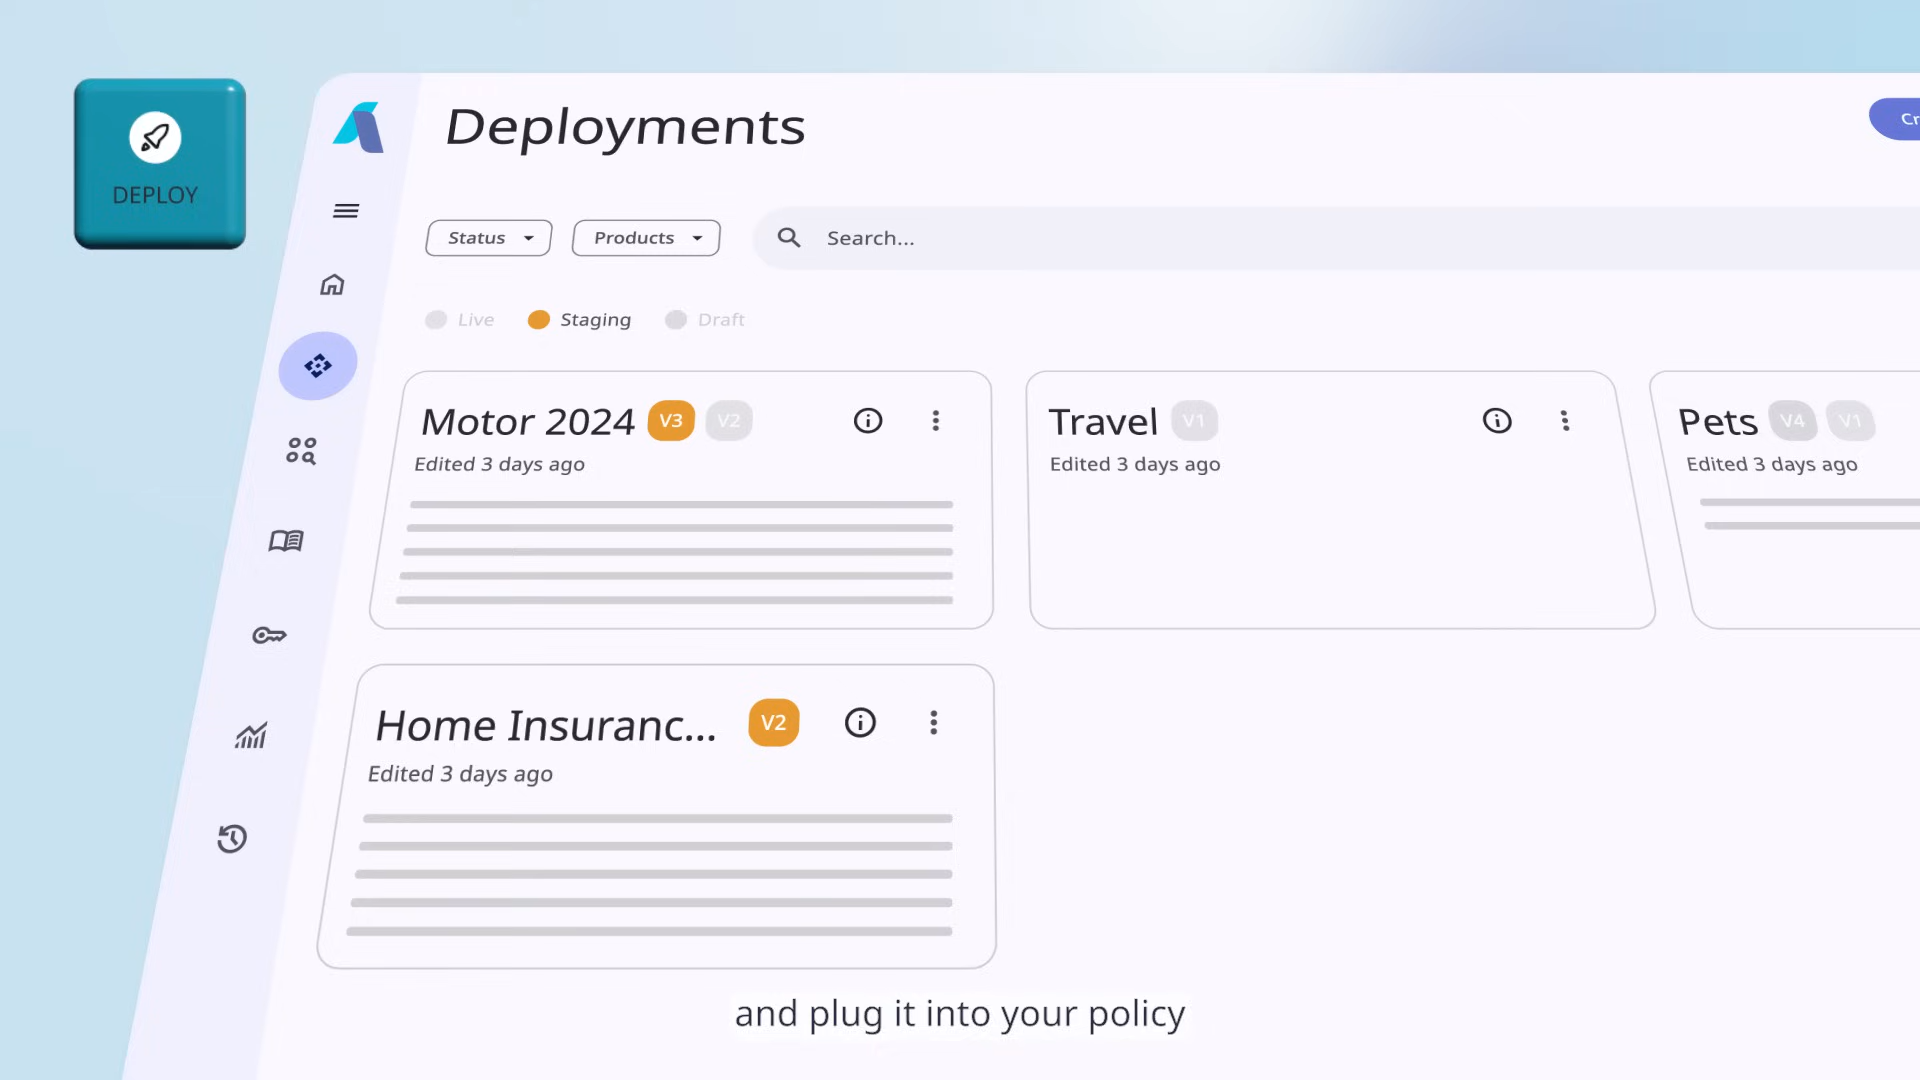 DEPLOY
Deployments
Cr
Status
Products
Search...
Live
Staging
Draft
Motor 2024 V3 V2
Edited 3 days ago
Travel V1
Edited 3 days ago
Pets V4 V1
Edited 3 days ago
Home Insuranc... V2
Edited 3 days ago
and plug it into your policy